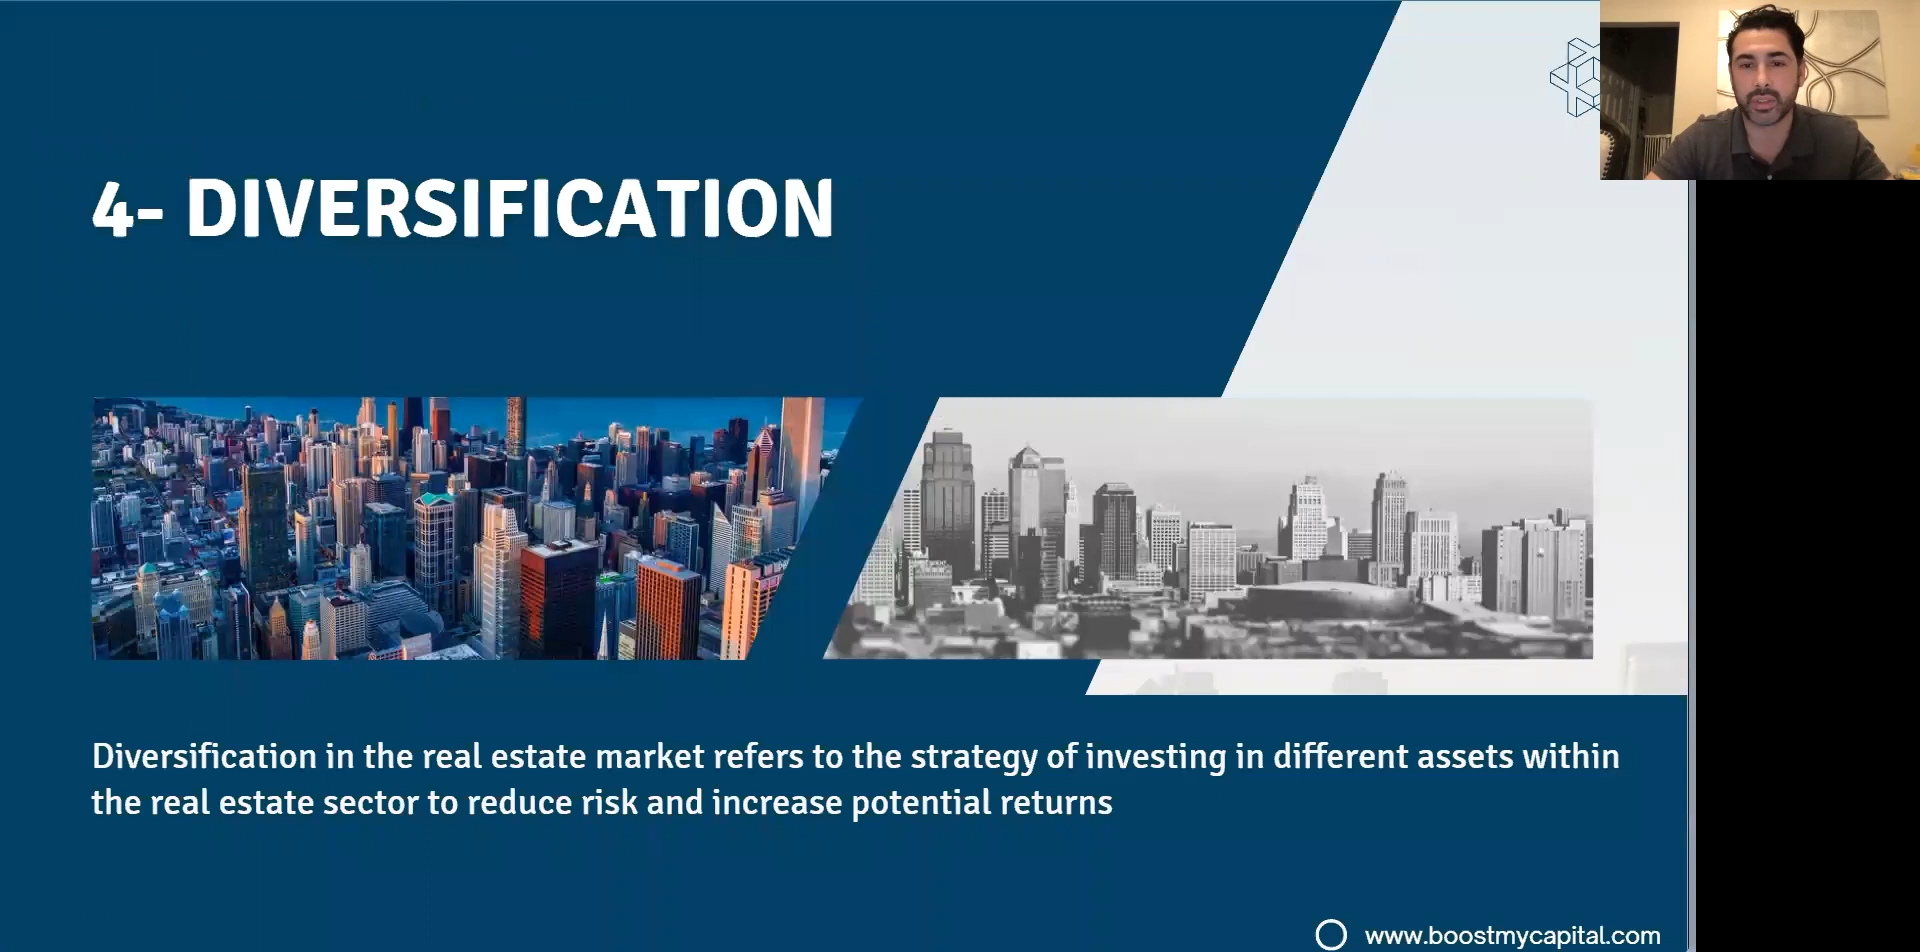 4- DIVERSIFICATION
Diversification in the real estate market refers to the strategy of investing in different assets within
the real estate sector to reduce risk and increase potential returns
www.boostmycapital.com